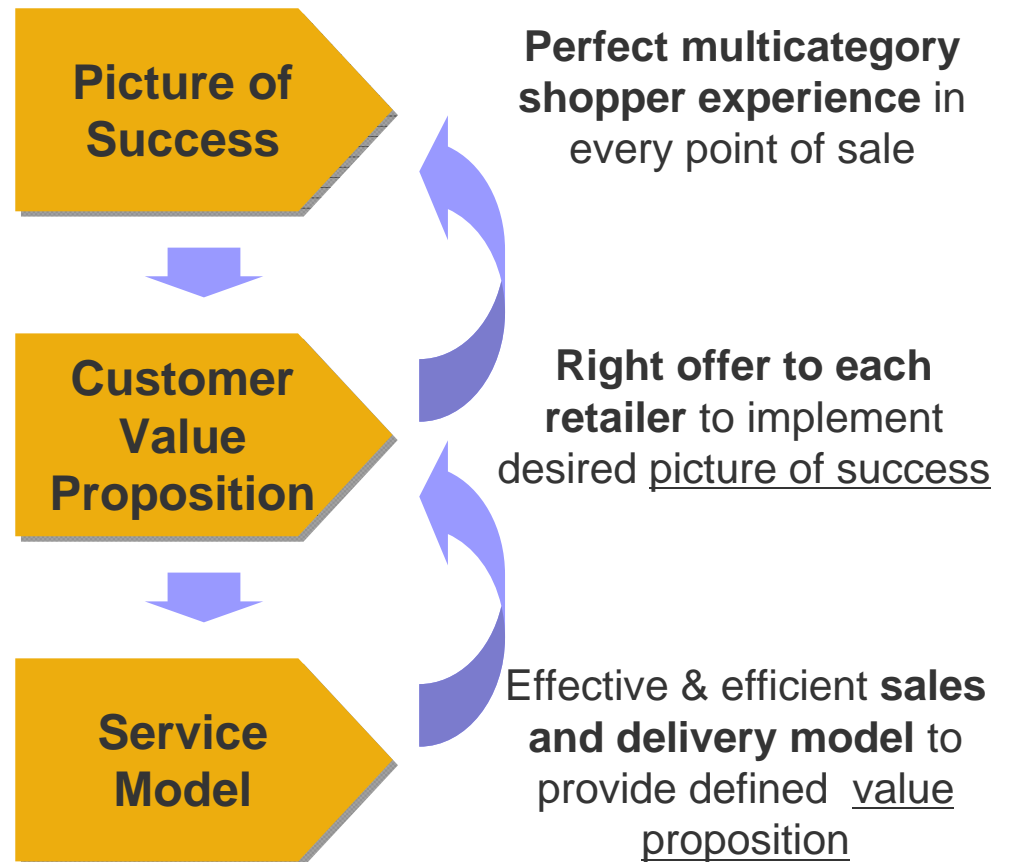 Picture of
Success
Perfect multicategory
shopper experience in
every point of sale
Customer
Value
Proposition
Right offer to each
retailer to implement
desired picture of success
Service
Model
Effective & efficient sales
and delivery model to
provide defined value
proposition